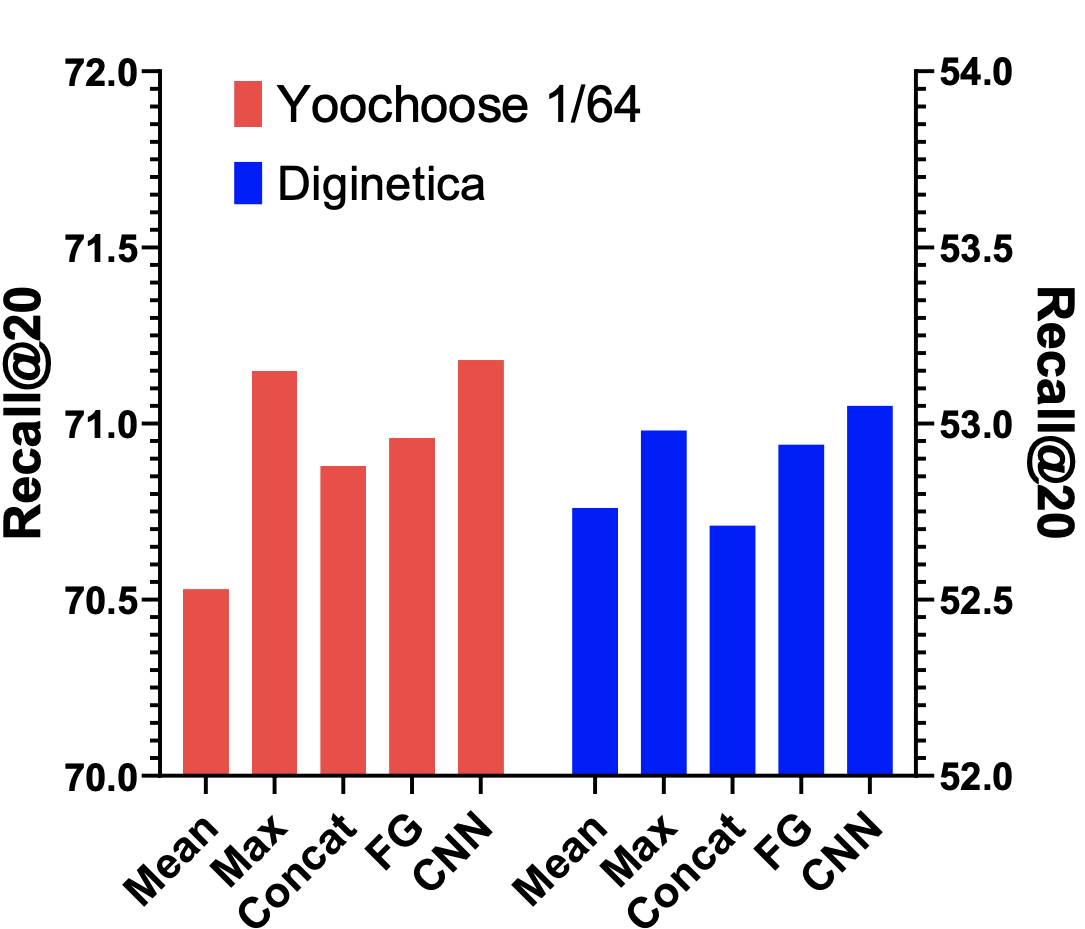 Yoochoose 1/64
Diginetica
Recall@20
72.0
71.5
71.0
70.5
70.0
54.0
53.5
53.0
52.5
52.0
Recall@20
Mean
Max
Concat
FG
CNN
Mean
Max
Concat
FG
CNN